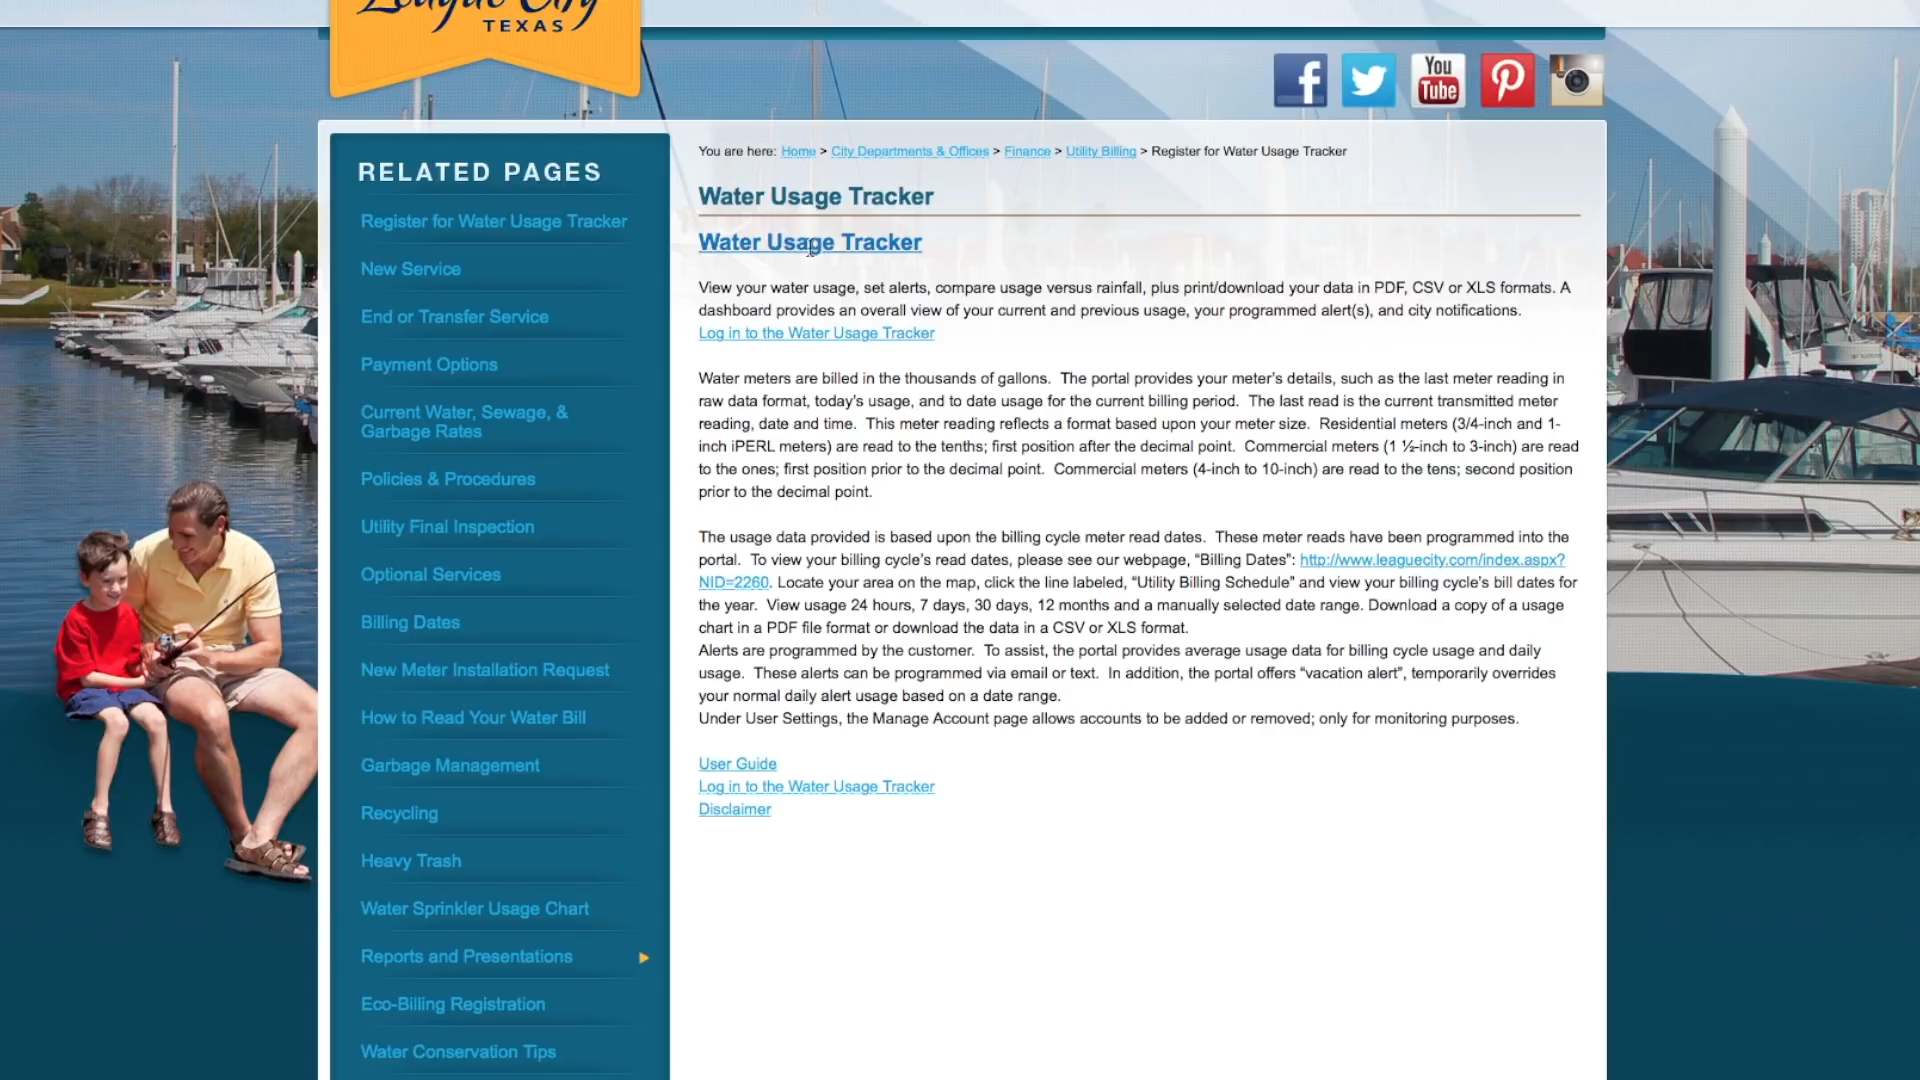 League City
TEXAS
You
Tube
RELATED PAGES
Register for Water Usage Tracker
New Service
End or Transfer Service
Payment Options
Current Water, Sewage, &
Garbage Rates
Policies & Procedures
Utility Final Inspection
Optional Services
Billing Dates
New Meter Installation Request
How to Read Your Water Bill
Garbage Management
Recycling
Heavy Trash
Water Sprinkler Usage Chart
Reports and Presentations
Eco-Billing Registration
Water Conservation Tips
You are here: Home > City Departments & Offices > Finance > Utility Billing > Register for Water Usage Tracker
Water Usage Tracker
Water Usage Tracker
View your water usage, set alerts, compare usage versus rainfall, plus print/download your data in PDF, CSV or XLS formats. A
dashboard provides an overall view of your current and previous usage, your programmed alert(s), and city notifications.
Log in to the Water Usage Tracker
Water meters are billed in the thousands of gallons. The portal provides your meter's details, such as the last meter reading in
raw data format, today's usage, and to date usage for the current billing period. The last read is the current transmitted meter
reading, date and time. This meter reading reflects a format based upon your meter size. Residential meters (3/4-inch and 1-
inch iPERL meters) are read to the tenths; first position after the decimal point. Commercial meters (1 ½-inch to 3-inch) are read
to the ones; first position prior to the decimal point. Commercial meters (4-inch to 10-inch) are read to the tens; second position
prior to the decimal point.
The usage data provided is based upon the billing cycle meter read dates. These meter reads have been programmed into the
portal. To view your billing cycle's read dates, please see our webpage, “Billing Dates”: http://www.leaguecity.com/index.aspx?
NID=2260. Locate your area on the map, click the line labeled, “Utility Billing Schedule” and view your billing cycle's bill dates for
the year. View usage 24 hours, 7 days, 30 days, 12 months and a manually selected date range. Download a copy of a usage
chart in a PDF file format or download the data in a CSV or XLS format.
Alerts are programmed by the customer. To assist, the portal provides average usage data for billing cycle usage and daily
usage. These alerts can be programmed via email or text. In addition, the portal offers “vacation alert”, temporarily overrides
your normal daily alert usage based on a date range.
Under User Settings, the Manage Account page allows accounts to be added or removed; only for monitoring purposes.
User Guide
Log in to the Water Usage Tracker
Disclaimer